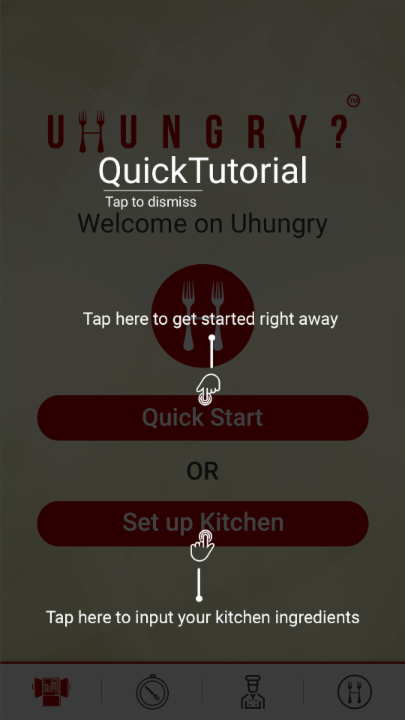 UHUNGRY?
TM
QuickTutorial
Tap to dismiss
Welcome on Uhungry
Tap here to get started right away
Quick Start
OR
Set up Kitchen
Tap here to input your kitchen ingredients